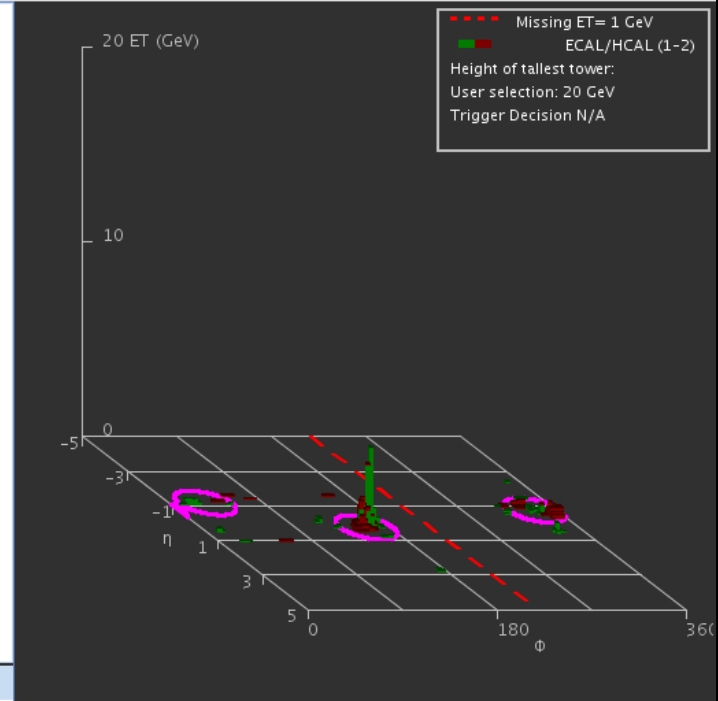 Missing ET= 1 GeV
ECAL/HCAL (1-2)
Height of tallest tower:
User selection: 20 GeV
Trigger Decision N/A
20 ET (GeV)
10
0
-5
-3
-1
η
1
3
5
0
180
360
Φ